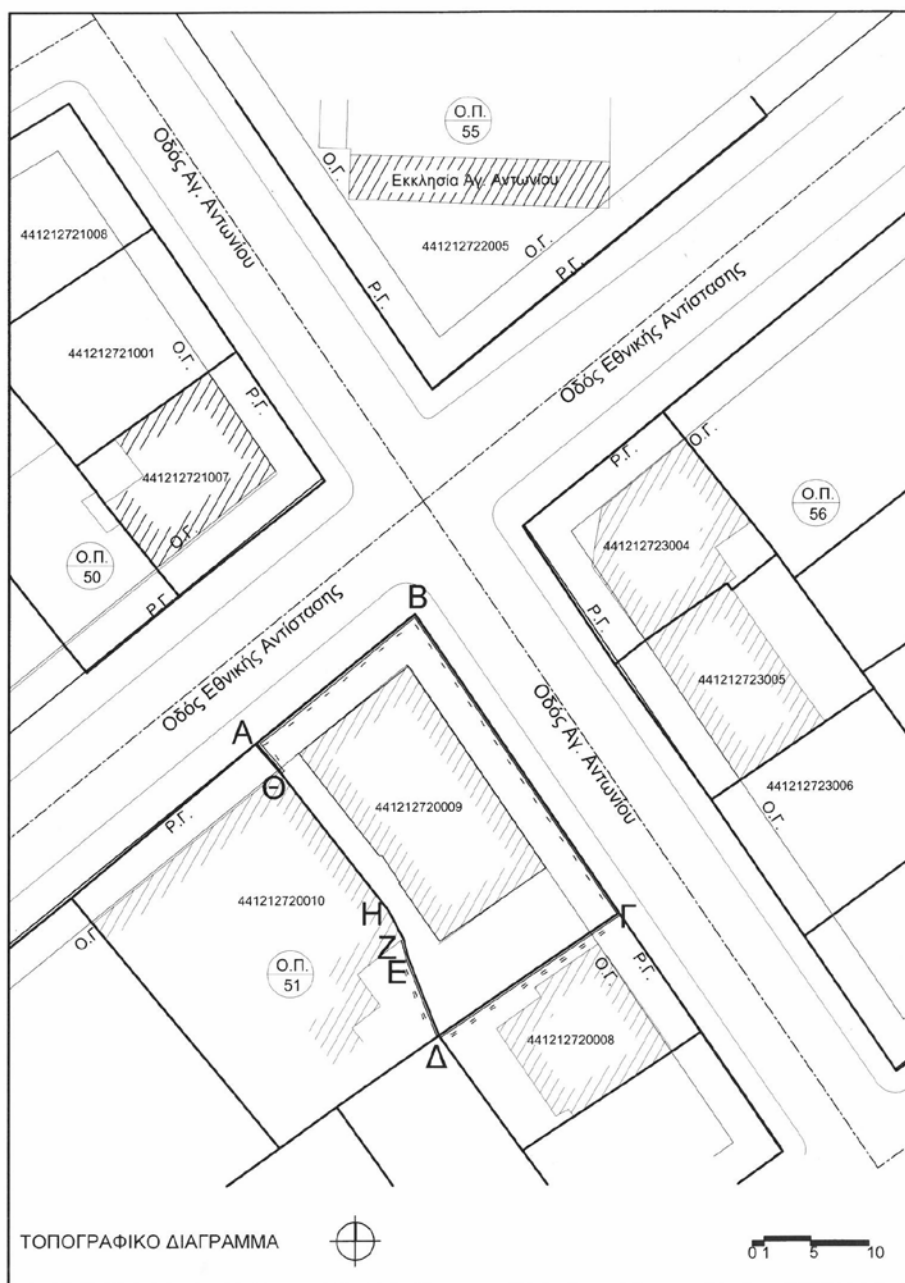 Ο.Π.
55
Οδός Αγ. Αντωνίου
Ο.Γ.
Εκκλησία Αγ. Αντωνίου
441212721008
441212722005
Ο.Γ.
Ρ.Γ.
Ρ.Γ.
Οδός Εθνικής Αντίστασης
441212721001
Ο.Γ.
Ρ.Γ.
Ρ.Γ.
Ο.Γ.
441212721007
Ο.Π.
56
Ο.Γ.
441212723004
Ο.Π.
50
Ρ.Γ.
Ρ.Γ.
Β
Οδός Εθνικής Αντίστασης
441212723005
Οδός Αγ. Αντωνίου
Α
Θ
441212723006
441212720009
Ο.Γ.
Ρ.Γ.
441212720010
Η
Γ
Ο.Γ
Ζ
Ε
Ο.Π.
51
Ο.Γ.
Ρ.Γ.
441212720008
Δ
ΤΟΠΟΓΡΑΦΙΚΟ ΔΙΑΓΡΑΜΜΑ
0 1 5 10